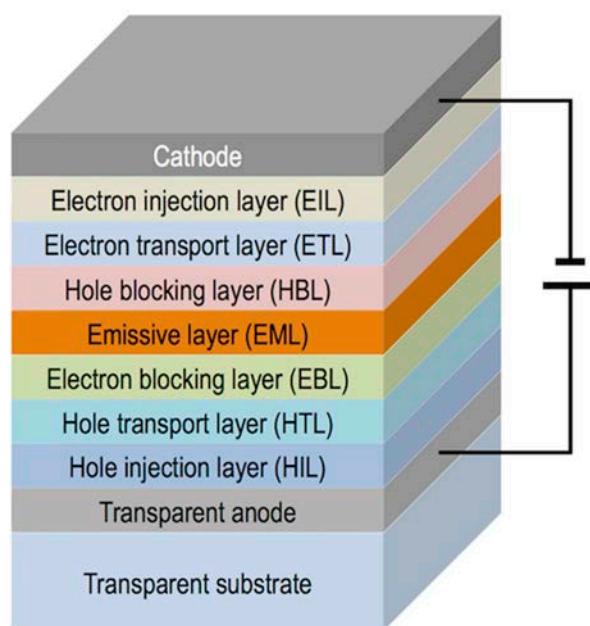 Cathode
Electron injection layer (EIL)
Electron transport layer (ETL)
Hole blocking layer (HBL)
Emissive layer (EML)
Electron blocking layer (EBL)
Hole transport layer (HTL)
Hole injection layer (HIL)
Transparent anode
Transparent substrate